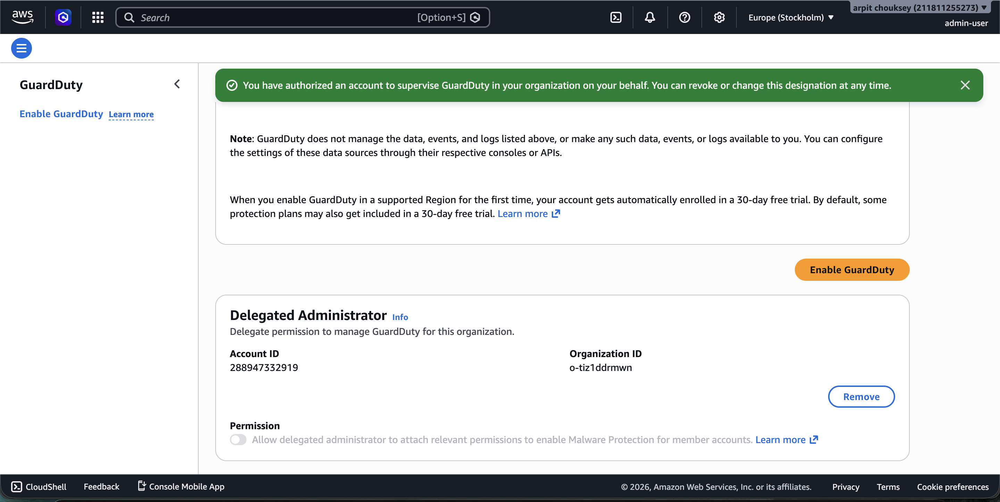 aws
Search
[Option+S]
Europe (Stockholm)
arpit chouksey (211811255273)
admin-user
GuardDuty
Enable GuardDuty Learn more
You have authorized an account to supervise GuardDuty in your organization on your behalf. You can revoke or change this designation at any time.
Note: GuardDuty does not manage the data, events, and logs listed above, or make any such data, events, or logs available to you. You can configure
the settings of these data sources through their respective consoles or APIs.
When you enable GuardDuty in a supported Region for the first time, your account gets automatically enrolled in a 30-day free trial. By default, some
protection plans may also get included in a 30-day free trial. Learn more
Enable GuardDuty
Delegated Administrator Info
Delegate permission to manage GuardDuty for this organization.
Account ID
288947332919
Organization ID
o-tiz1ddrmwn
Remove
Permission
Allow delegated administrator to attach relevant permissions to enable Malware Protection for member accounts. Learn more
CloudShell
Feedback
Console Mobile App
© 2026, Amazon Web Services, Inc. or its affiliates.
Privacy
Terms
Cookie preferences